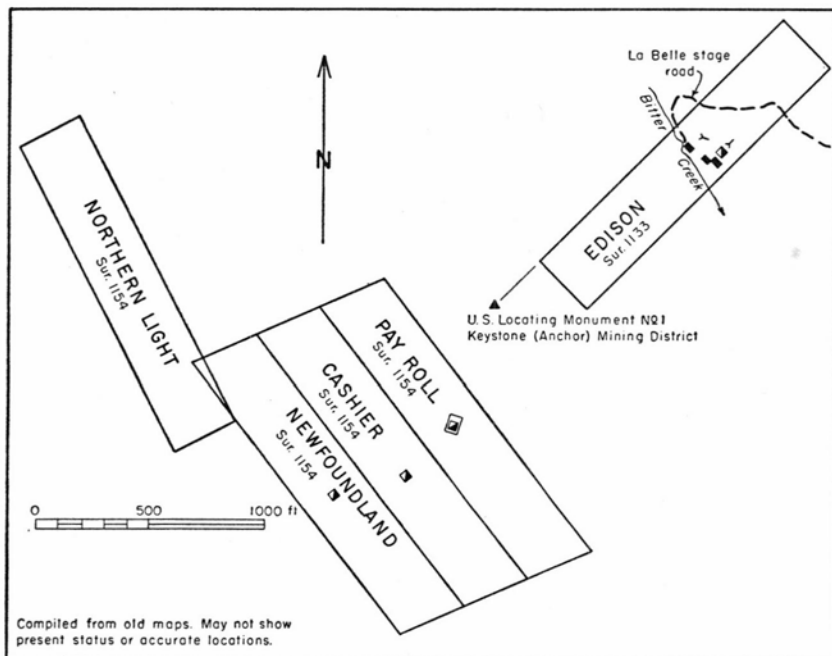 La Belle stage
road
Bitter
Creek
N
NORTHERN LIGHT
Sur. 1154
EDISON
Sur. 1133
U.S. Locating Monument No1
Keystone (Anchor) Mining District
PAY ROLL
Sur. 1154
CASHIER
Sur. 1154
NEWFOUNDLAND
Sur. 1154
0 500 1000 ft
Compiled from old maps. May not show
present status or accurate locations.